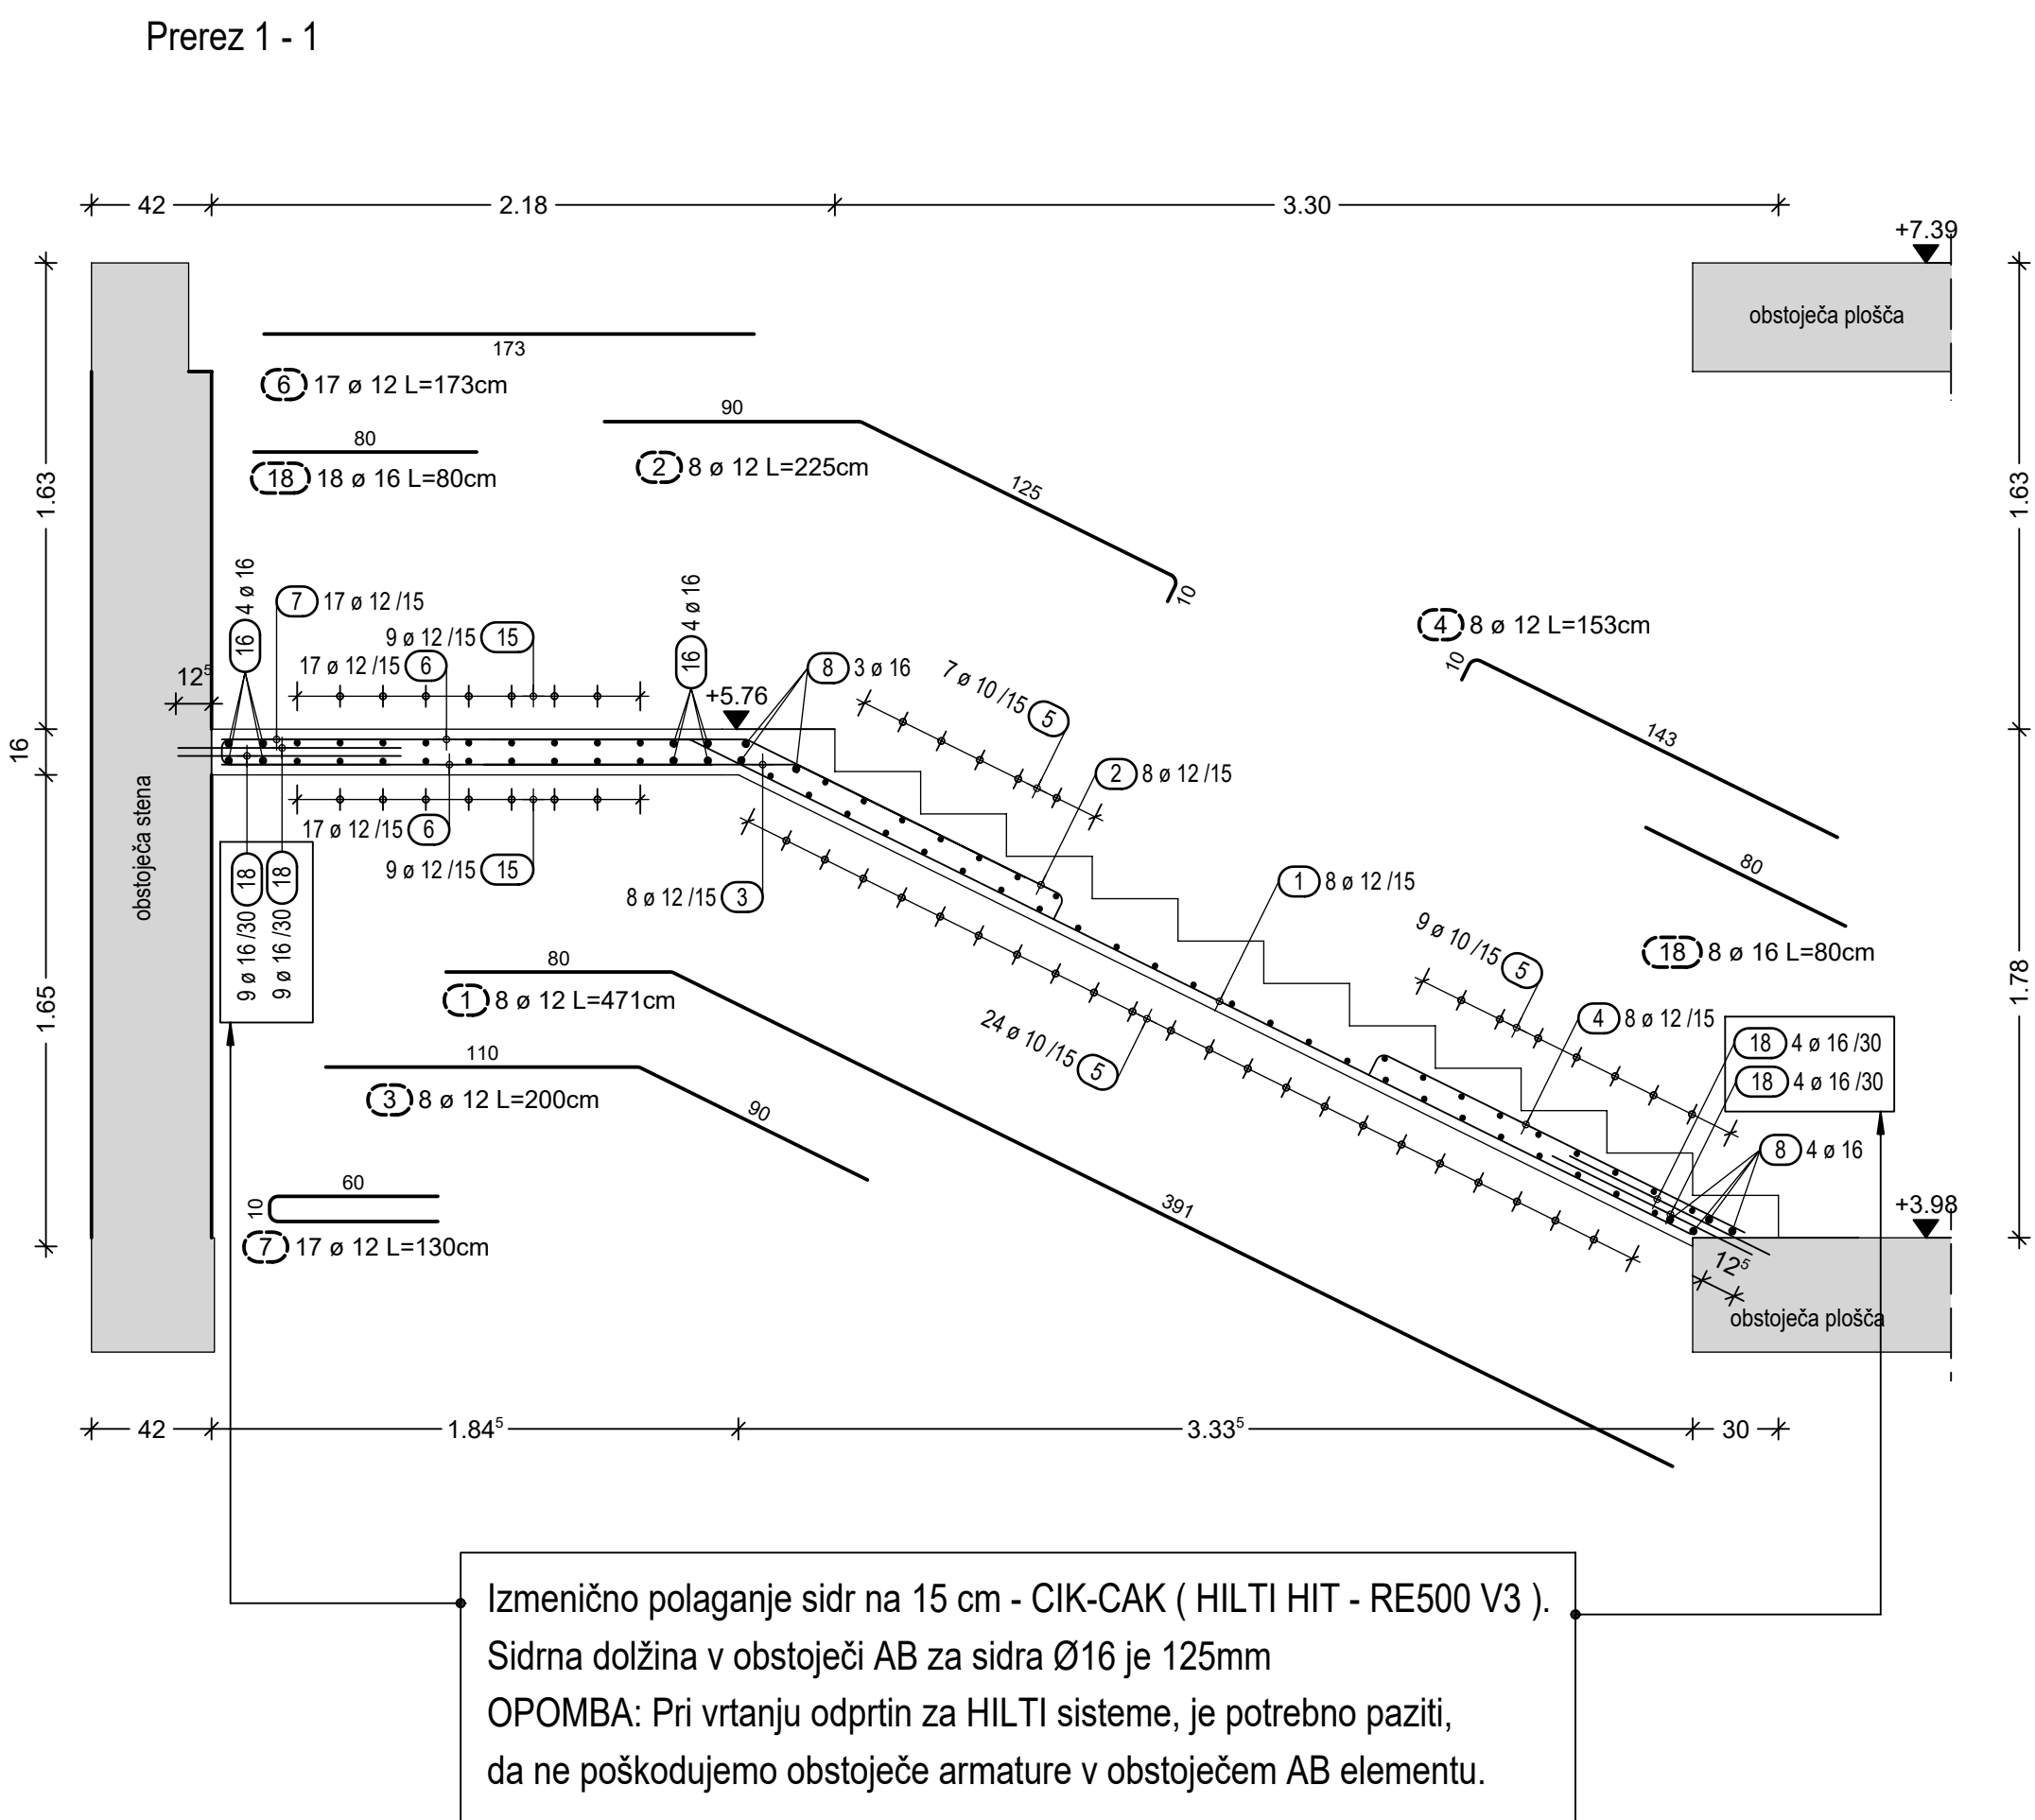 Prerez 1 - 1
42
2.18
3.30
+7.39
obstoječa plošča
173
6 17 ø 12 L=173cm
90
80
2 8 ø 12 L=225cm
18 18 ø 16 L=80cm
125
10
1.63
1.63
16 4 ø 16
7 17 ø 12 /15
16 4 ø 16
9 ø 12 /15 15
17 ø 12 /15 6
8 3 ø 16
4 8 ø 12 L=153cm
10
143
12⁵
+5.76
7 ø 10 /15 5
16
2 8 ø 12 /15
obstoječa stena
17 ø 12 /15 6
9 ø 12 /15 15
8 ø 12 /15 3
80
1 8 ø 12 /15
9 ø 16 /30 18
9 ø 16 /30 18
9 ø 10 /15 5
18 8 ø 16 L=80cm
80
1 8 ø 12 L=471cm
1.65
1.78
24 ø 10 /15 5
4 8 ø 12 /15
18 4 ø 16 /30
18 4 ø 16 /30
110
3 8 ø 12 L=200cm
90
8 4 ø 16
60
10
391
+3.98
7 17 ø 12 L=130cm
12⁵
obstoječa plošča
42
1.84⁵
3.33⁵
30
Izmenično polaganje sidr na 15 cm - CIK-CAK ( HILTI HIT - RE500 V3 ).
Sidrna dolžina v obstoječi AB za sidra Ø16 je 125mm
OPOMBA: Pri vrtanju odprtin za HILTI sisteme, je potrebno paziti,
da ne poškodujemo obstoječe armature v obstoječem AB elementu.